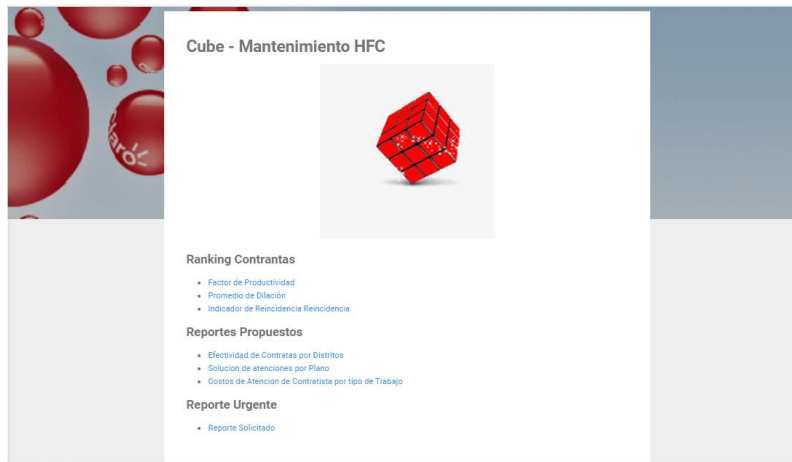 Claro
Cube - Mantenimiento HFC
Ranking Contrantas
Factor de Productividad
Promedio de Dilación
Indicador de Reincidencia Reincidencia
Reportes Propuestos
Efectividad de Contratas por Distritos
Solucion de atenciones por Plano
Costos de Atencion de Contratista por tipo de Trabajo
Reporte Urgente
Reporte Solicitado